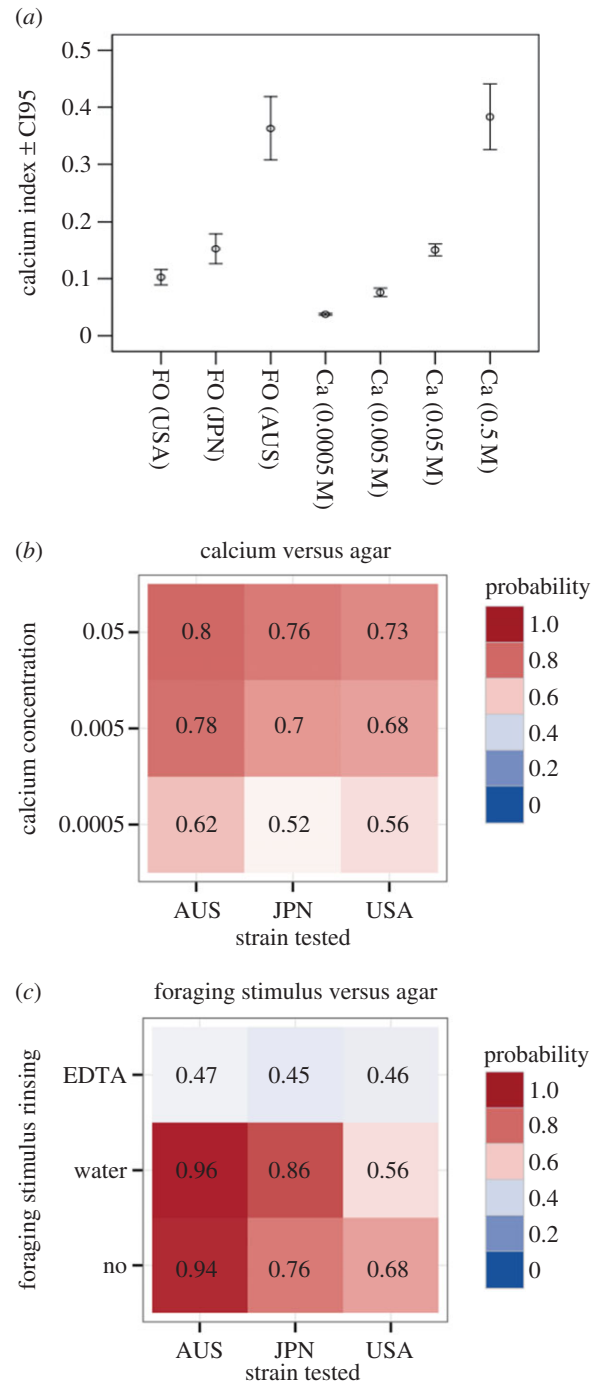 (a)
calcium index ± CI95
0.5
0.4
0.3
0.2
0.1
0
FO (USA)
FO (JPN)
FO (AUS)
Ca (0.0005 M)
Ca (0.005 M)
Ca (0.05 M)
Ca (0.5 M)
(b)
calcium versus agar
calcium concentration
0.05
0.8 0.76 0.73
0.005
0.78 0.7 0.68
0.0005
0.62 0.52 0.56
AUS JPN USA
strain tested
probability
1.0
0.8
0.6
0.4
0.2
0
(c)
foraging stimulus versus agar
foraging stimulus rinsing
EDTA
0.47 0.45 0.46
water
0.96 0.86 0.56
no
0.94 0.76 0.68
AUS JPN USA
strain tested
probability
1.0
0.8
0.6
0.4
0.2
0